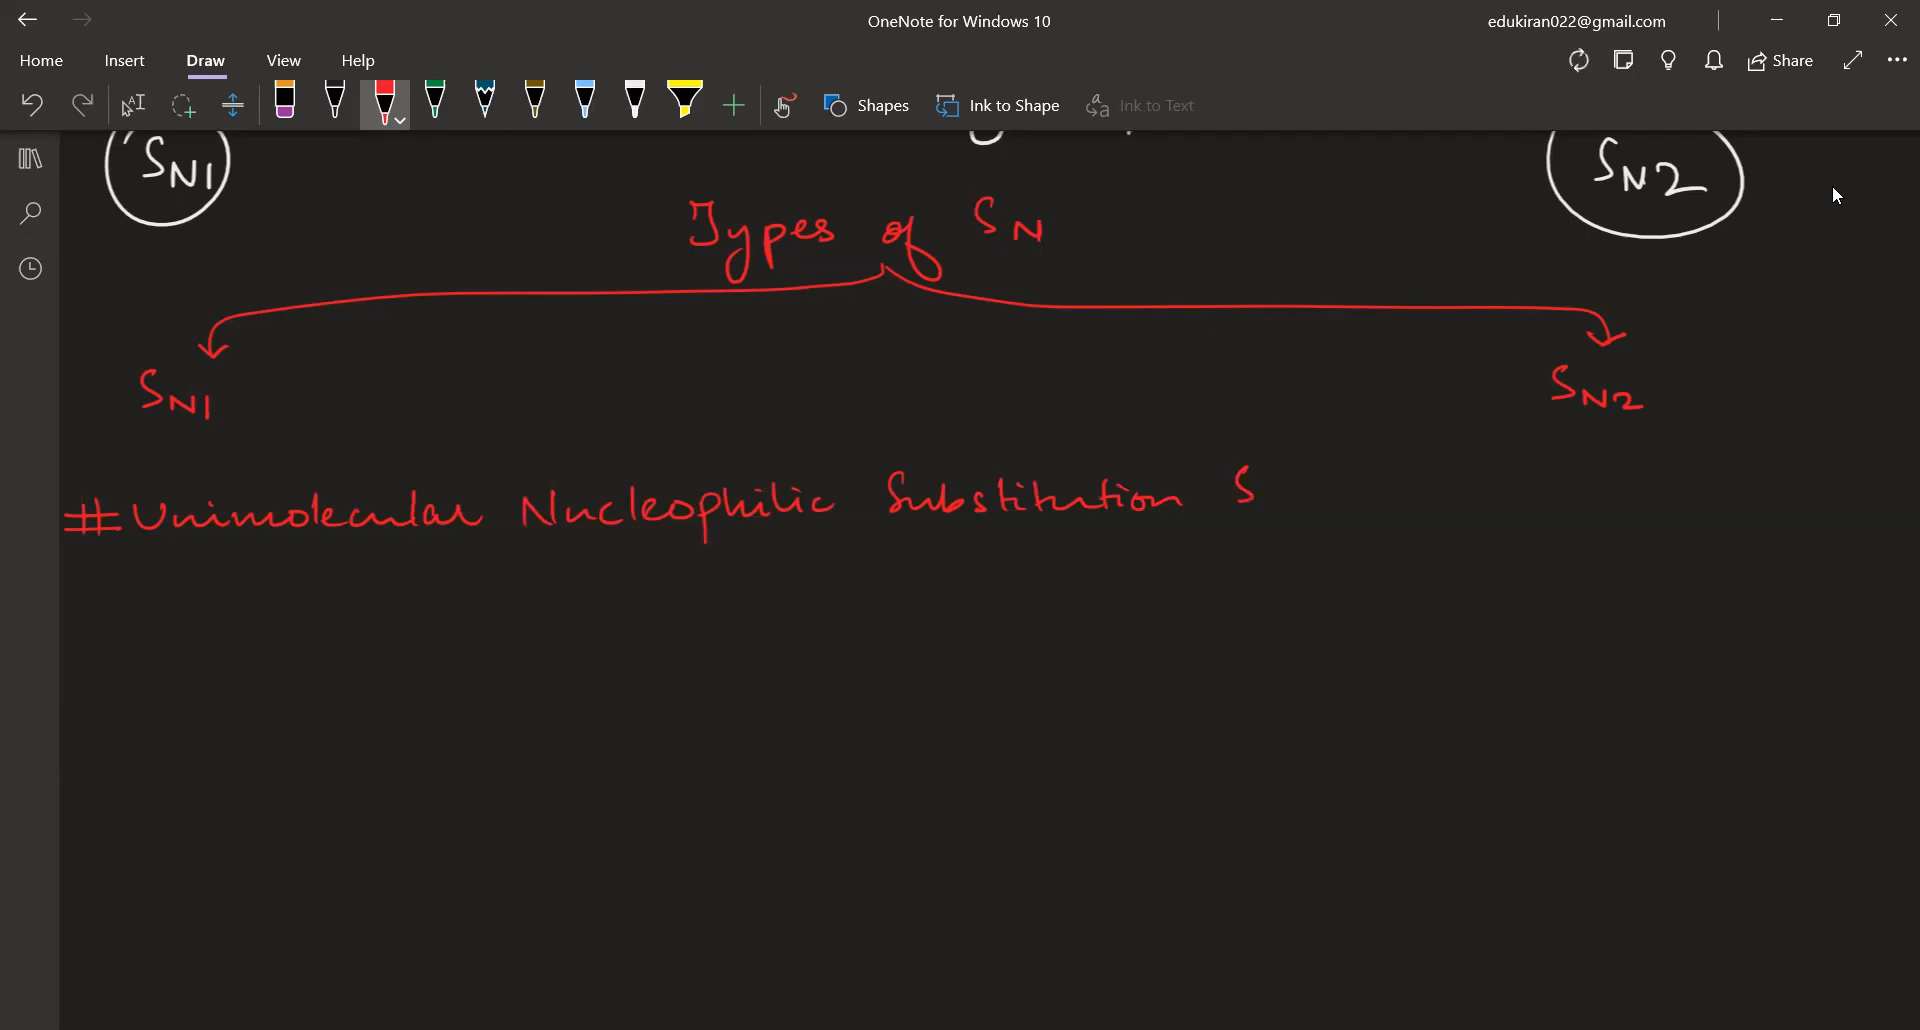 OneNote for Windows 10
edukiran022@gmail.com
Home Insert Draw View Help
Share
Shapes Ink to Shape Ink to Text
SN1
SN2
Types of SN
SN1
SN2
# Unimolecular Nucleophilic Substitution S